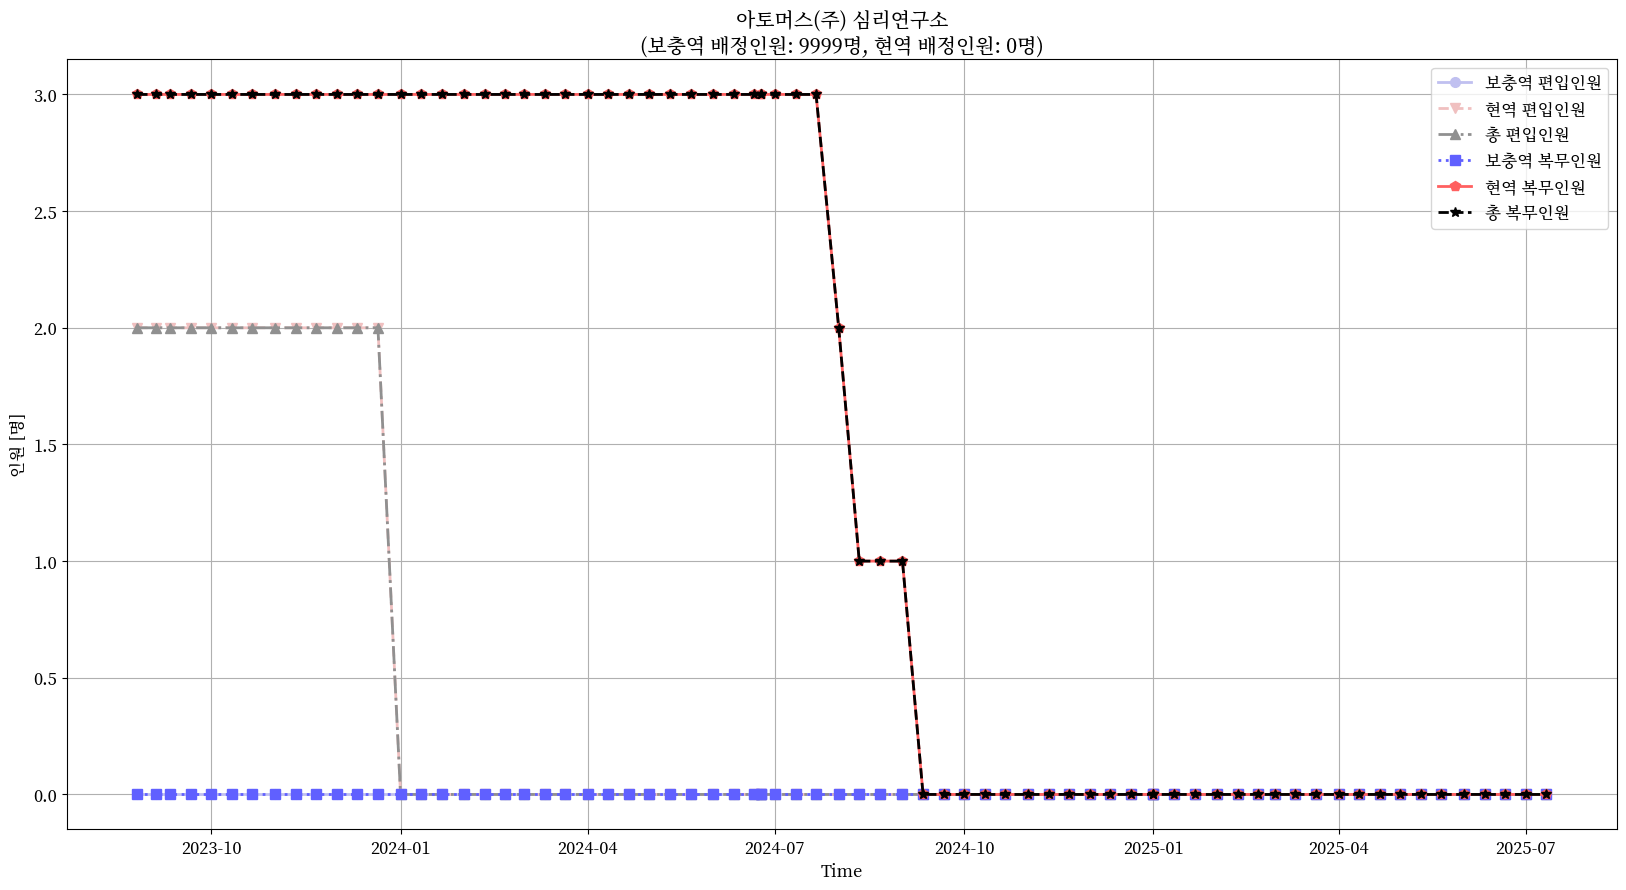 아토머스(주) 심리연구소
(보충역 배정인원: 9999명, 현역 배정인원: 0명)
보충역 편입인원
현역 편입인원
총 편입인원
보충역 복무인원
현역 복무인원
총 복무인원
인원 [명]
3.0
2.5
2.0
1.5
1.0
0.5
0.0
2023-10
2024-01
2024-04
2024-07
2024-10
2025-01
2025-04
2025-07
Time